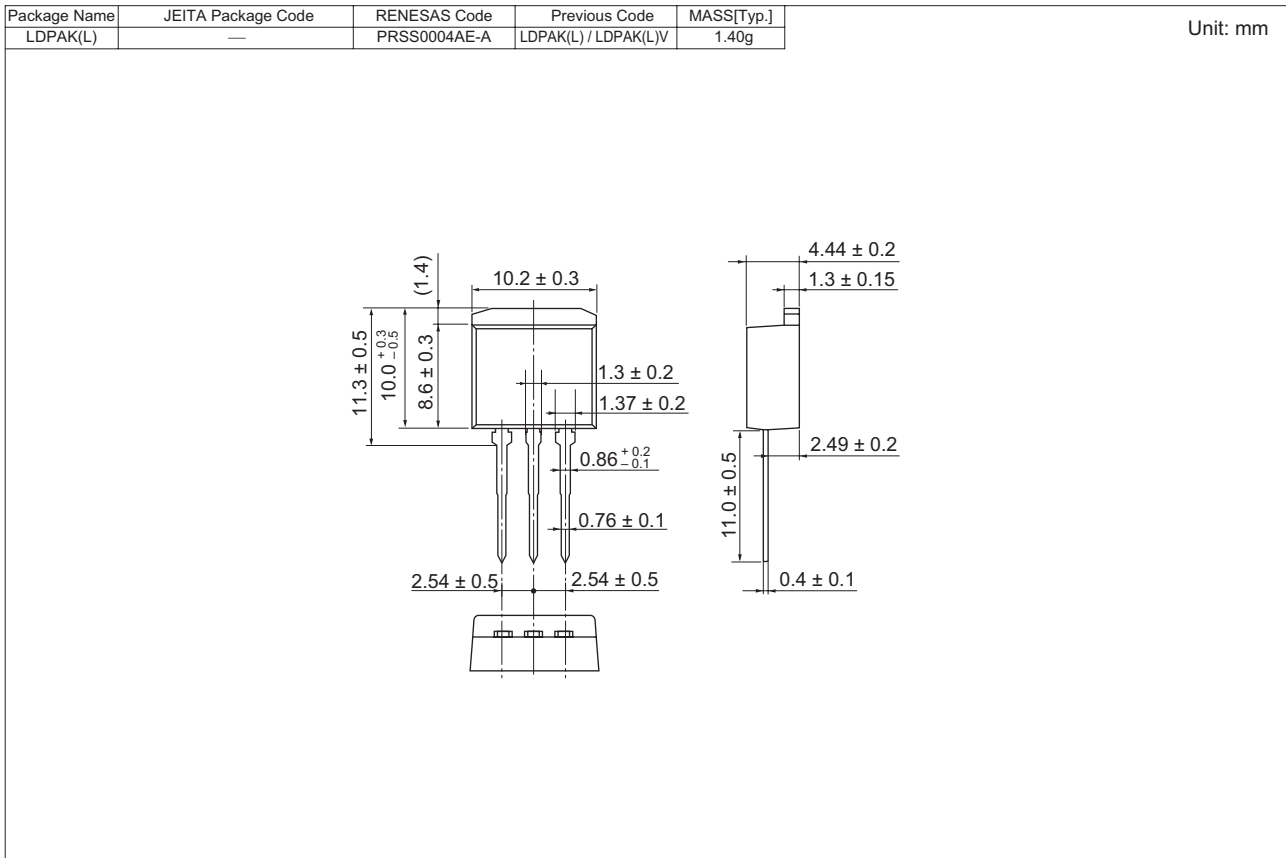 Package Name JEITA Package Code RENESAS Code Previous Code MASS[Typ.]
LDPAK(L) — PRSS0004AE-A LDPAK(L) / LDPAK(L)V 1.40g
Unit: mm
4.44 ± 0.2
(1.4)
10.2 ± 0.3
1.3 ± 0.15
11.3 ± 0.5
10.0 + 0.3 – 0.5
8.6 ± 0.3
1.3 ± 0.2
1.37 ± 0.2
2.49 ± 0.2
0.86 + 0.2 – 0.1
11.0 ± 0.5
0.76 ± 0.1
2.54 ± 0.5
2.54 ± 0.5
0.4 ± 0.1